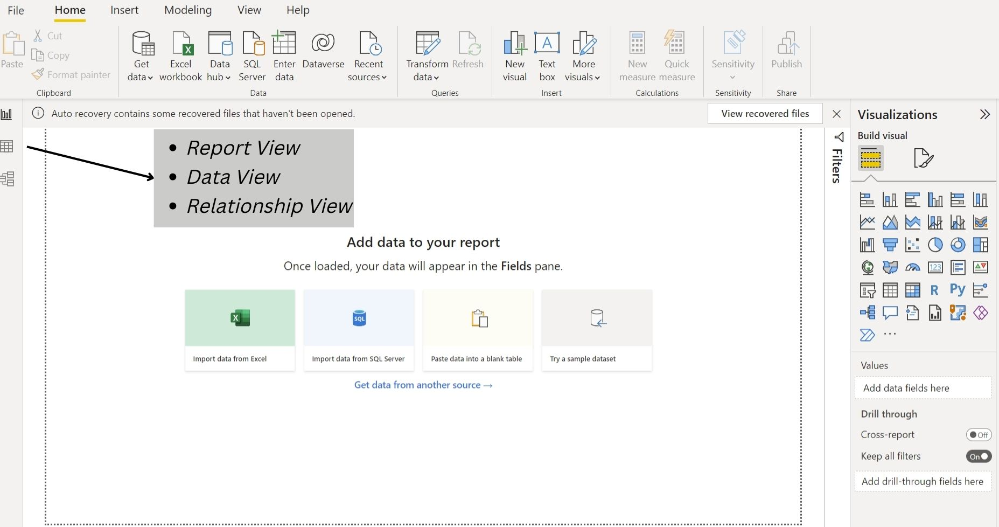 File Home Insert Modeling View Help
Paste
Cut
Copy
Format painter
Clipboard
Get data
Excel workbook
Data hub
SQL Server
Enter data
Dataverse
Recent sources
Data
Transform data
Refresh
Queries
New visual
Text box
More visuals
Insert
New measure
Quick measure
Calculations
Sensitivity
Sensitivity
Publish
Share
Auto recovery contains some recovered files that haven't been opened.
View recovered files
• Report View
• Data View
• Relationship View
Add data to your report
Once loaded, your data will appear in the Fields pane.
SQL
Import data from Excel
Import data from SQL Server
Paste data into a blank table
Try a sample dataset
Get data from another source →
Filters
Visualizations
Build visual
123
R
Py
Values
Add data fields here
Drill through
Cross-report
Off
Keep all filters
On
Add drill-through fields here